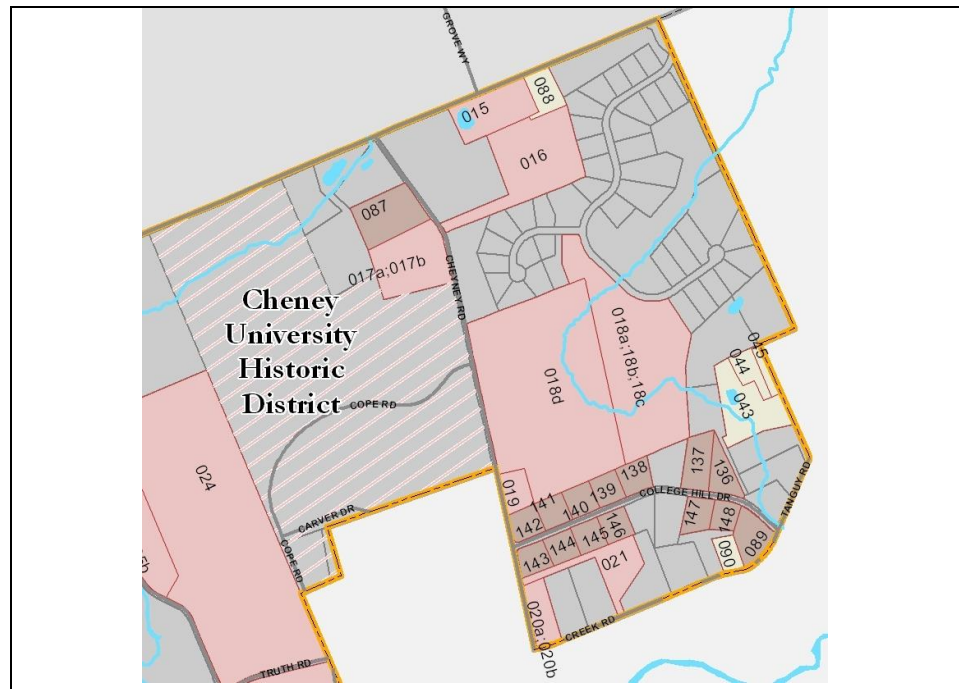 GROVE WY
015
088
016
087
017a;017b
CHEYNEY RD
Cheney
University
Historic
District
COPE RD
018d
018a;18b;18c
045
044
043
024
019
141
142
140
139
138
137
136
COLLEGE HILL DR
147
148
TANGUY RD
143
144
145
146
021
090
089
CARVER DR
COPE RD
5b
020a;020b
CREEK RD
TRUTH RD